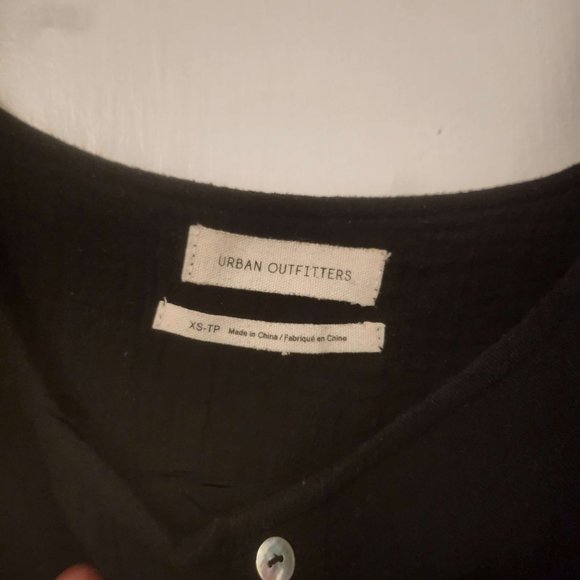 URBAN OUTFITTERS
XS-TP Made in China / Fabriqué en Chine